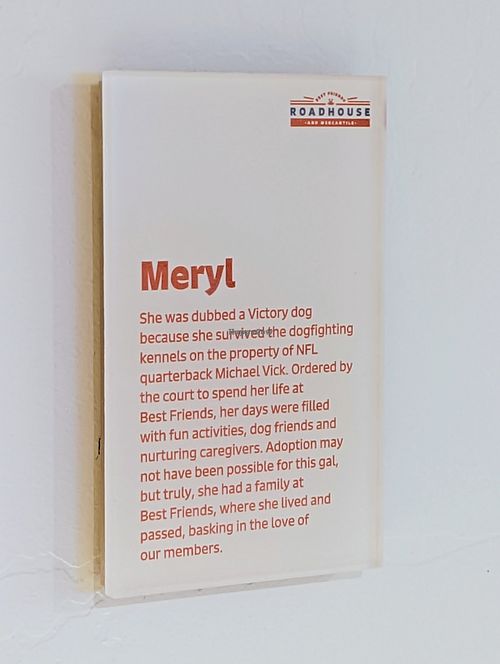 BEST FRIENDS
ROADHOUSE
AND MERCANTILE
Meryl
She was dubbed a Victory dog
because she survived the dogfighting
kennels on the property of NFL
quarterback Michael Vick. Ordered by
the court to spend her life at
Best Friends, her days were filled
with fun activities, dog friends and
nurturing caregivers. Adoption may
not have been possible for this gal,
but truly, she had a family at
Best Friends, where she lived and
passed, basking in the love of
our members.